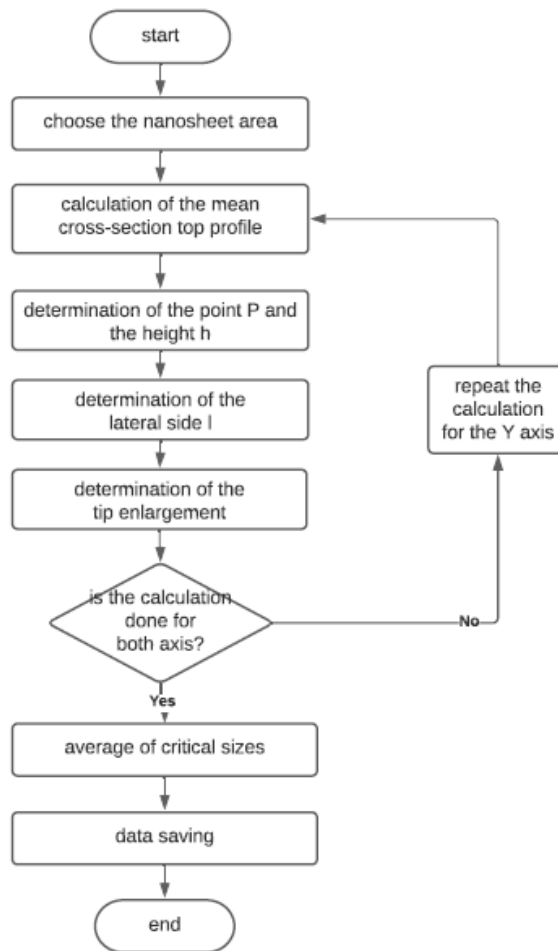 start
choose the nanosheet area
calculation of the mean
cross-section top profile
determination of the point P and
the height h
determination of the
lateral side l
repeat the
calculation
for the Y axis
determination of the
tip enlargement
is the calculation
done for
both axis?
No
Yes
average of critical sizes
data saving
end